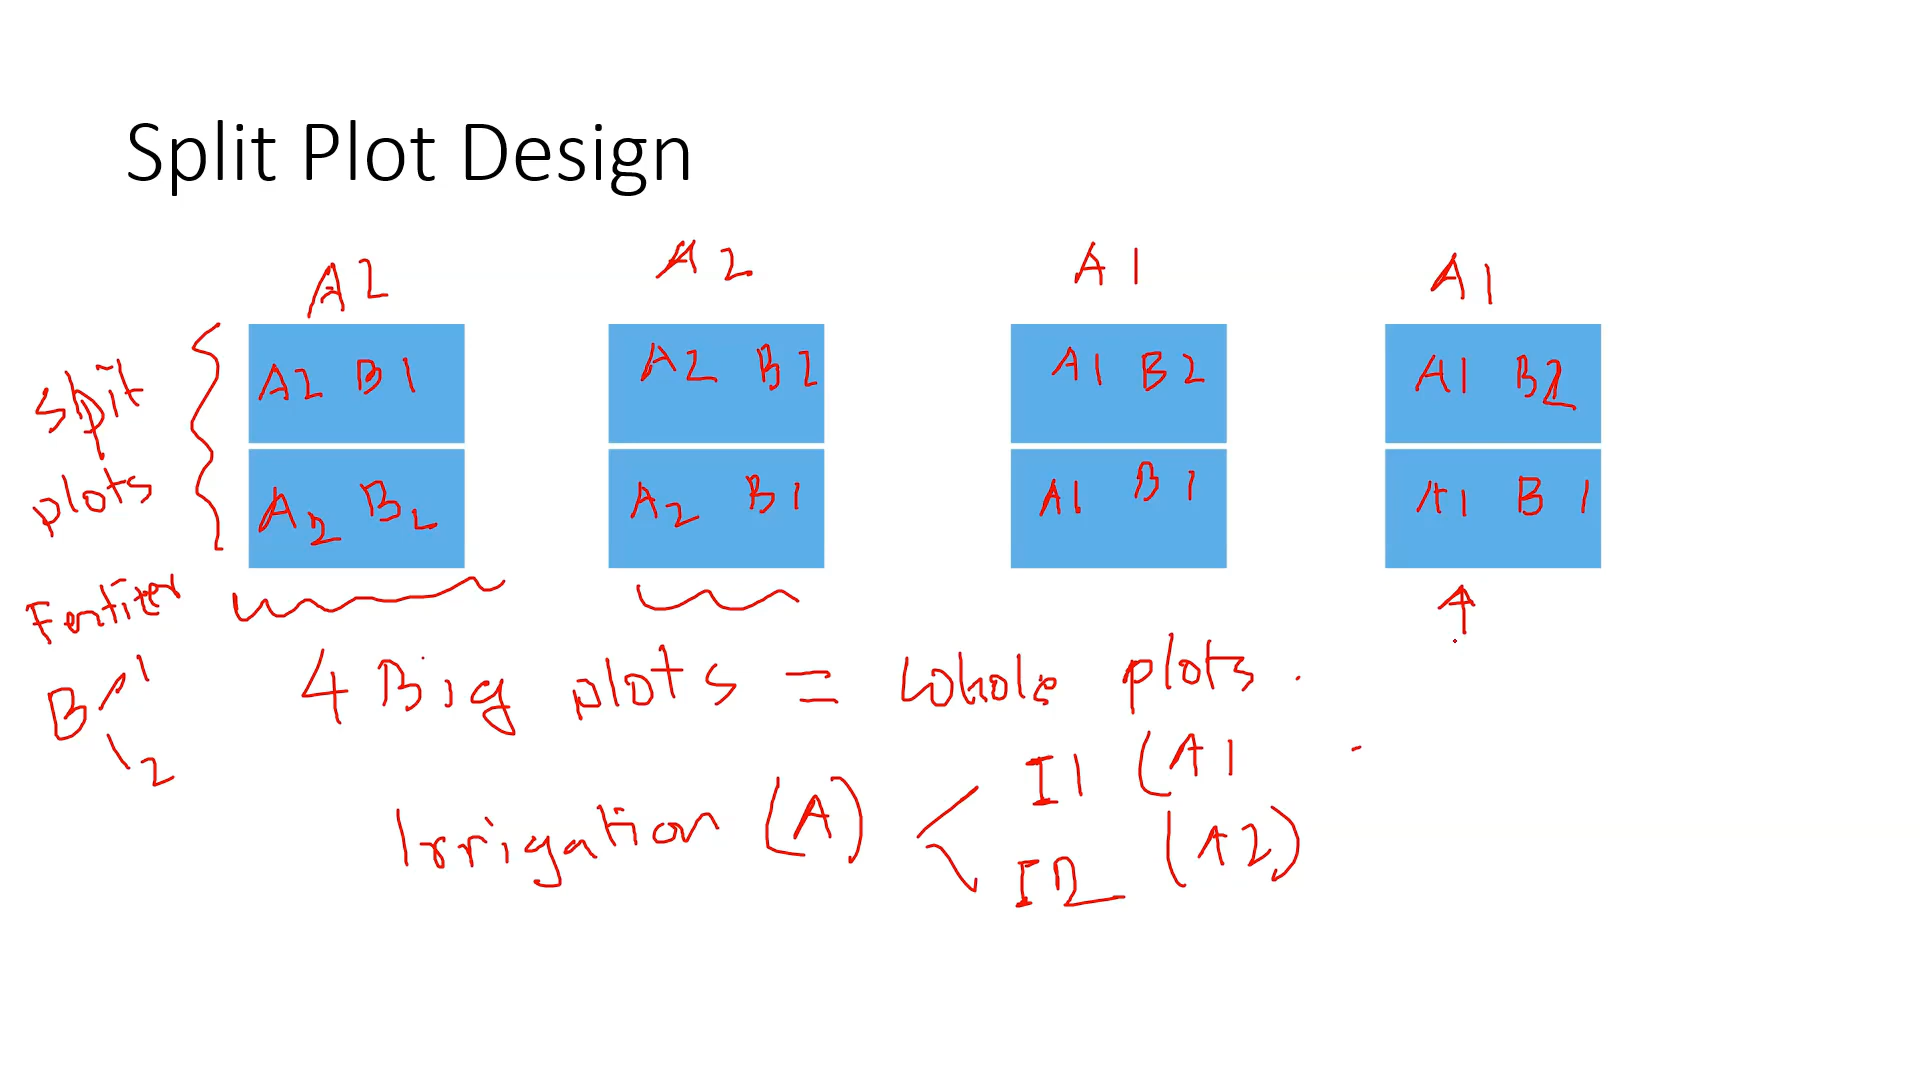 Split Plot Design
A2 A2 A1 A1
A2 B1 A2 B2 A1 B2 A1 B2
split
plots
A2 B2 A2 B1 A1 B1 A1 B1
4 Big plots = whole plots.
B 1
2
Irrigation (A) I1 (A1
I2 (A2)